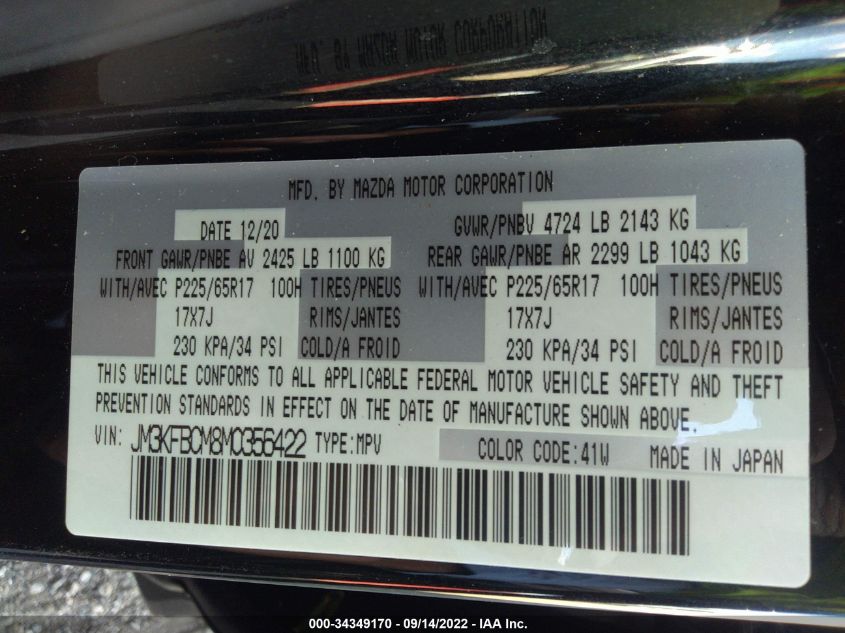 MFD. BY MAZDA MOTOR CORPORATION
DATE 12/20 GVWR/PNBV 4724 LB 2143 KG
FRONT GAWR/PNBE AV 2425 LB 1100 KG REAR GAWR/PNBE AR 2299 LB 1043 KG
WITH/AVEC P225/65R17 100H TIRES/PNEUS WITH/AVEC P225/65R17 100H TIRES/PNEUS
17X7J RIMS/JANTES 17X7J RIMS/JANTES
230 KPA/34 PSI COLD/A FROID 230 KPA/34 PSI COLD/A FROID
THIS VEHICLE CONFORMS TO ALL APPLICABLE FEDERAL MOTOR VEHICLE SAFETY AND THEFT
PREVENTION STANDARDS IN EFFECT ON THE DATE OF MANUFACTURE SHOWN ABOVE.
VIN: JM3KFBCM8M0356422 TYPE:MPV COLOR CODE:41W MADE IN JAPAN
000-34349170 - 09/14/2022 - © IAA Inc.